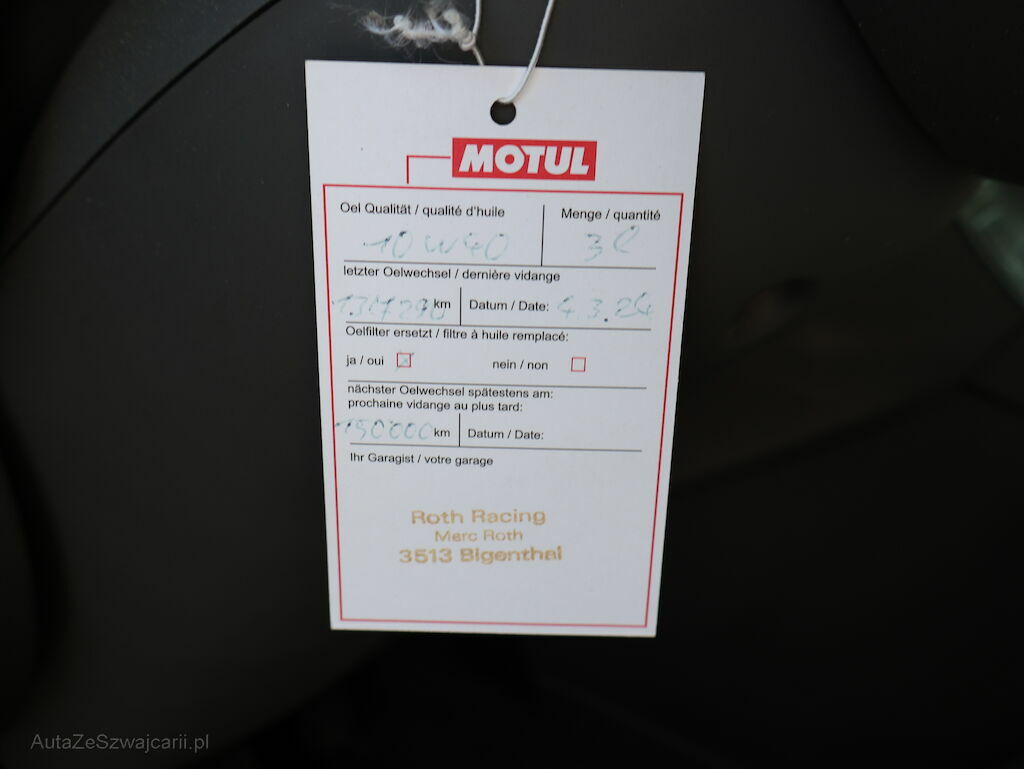 MOTUL
Oel Qualität / qualité d'huile
Menge / quantité
10W40
3l
letzter Oelwechsel / dernière vidange
km
Datum / Date: 4.3.24
Oelfilter ersetzt / filtre à huile remplacé:
ja / oui
nein / non
nächster Oelwechsel spätestens am:
prochaine vidange au plus tard:
150000 km
Datum / Date:
Ihr Garagist / votre garage
Roth Racing
Marc Roth
3513 Bigenthal
AutaZeSzwajcarii.pl